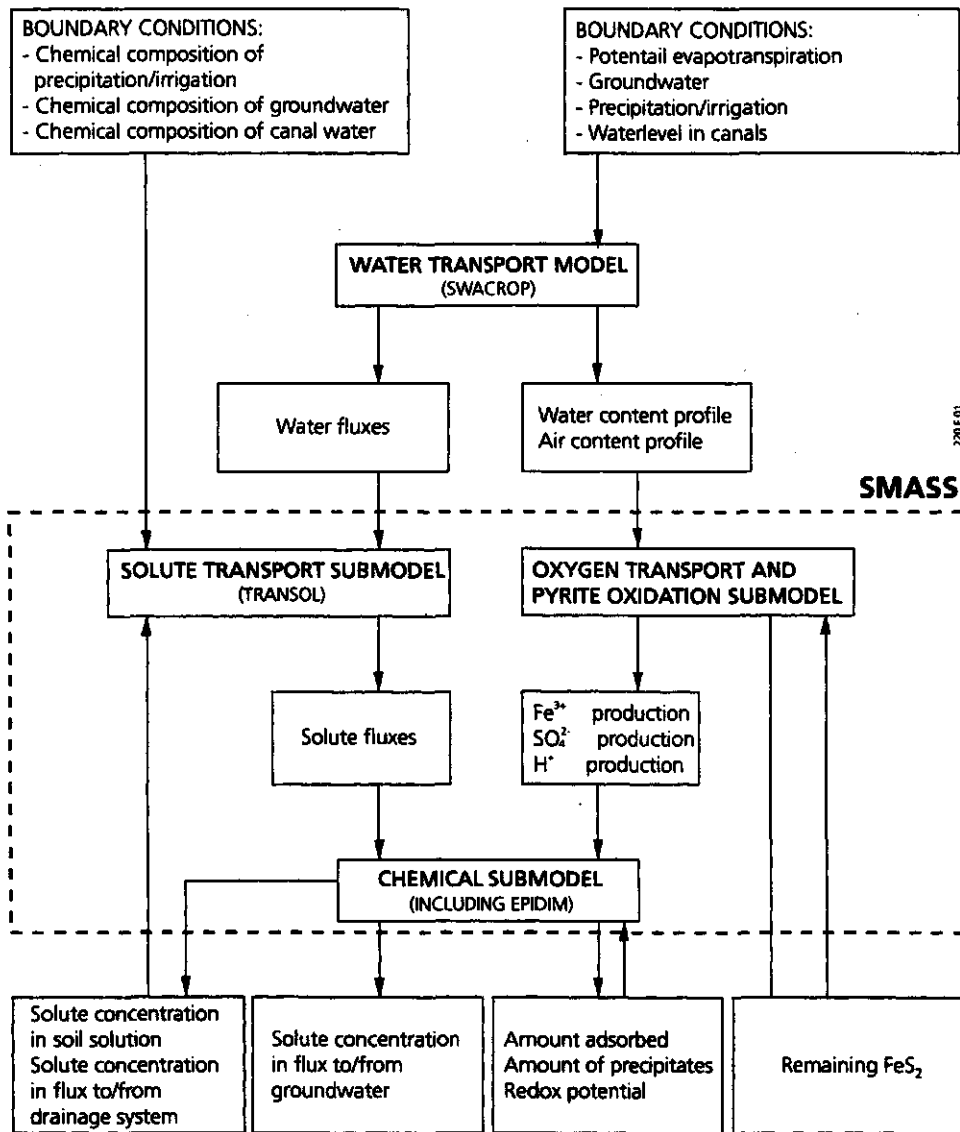 BOUNDARY CONDITIONS:
- Chemical composition of
precipitation/irrigation
- Chemical composition of groundwater
- Chemical composition of canal water
BOUNDARY CONDITIONS:
- Potentail evapotranspiration
- Groundwater
- Precipitation/irrigation
- Waterlevel in canals
WATER TRANSPORT MODEL
(SWACROP)
Water fluxes
Water content profile
Air content profile
SMASS
SOLUTE TRANSPORT SUBMODEL
(TRANSOL)
OXYGEN TRANSPORT AND
PYRITE OXIDATION SUBMODEL
Solute fluxes
Fe³⁺ production
SO₄²⁻ production
H⁺ production
CHEMICAL SUBMODEL
(INCLUDING EPIDIM)
Solute concentration
in soil solution
Solute concentration
in flux to/from
drainage system
Solute concentration
in flux to/from
groundwater
Amount adsorbed
Amount of precipitates
Redox potential
Remaining FeS₂